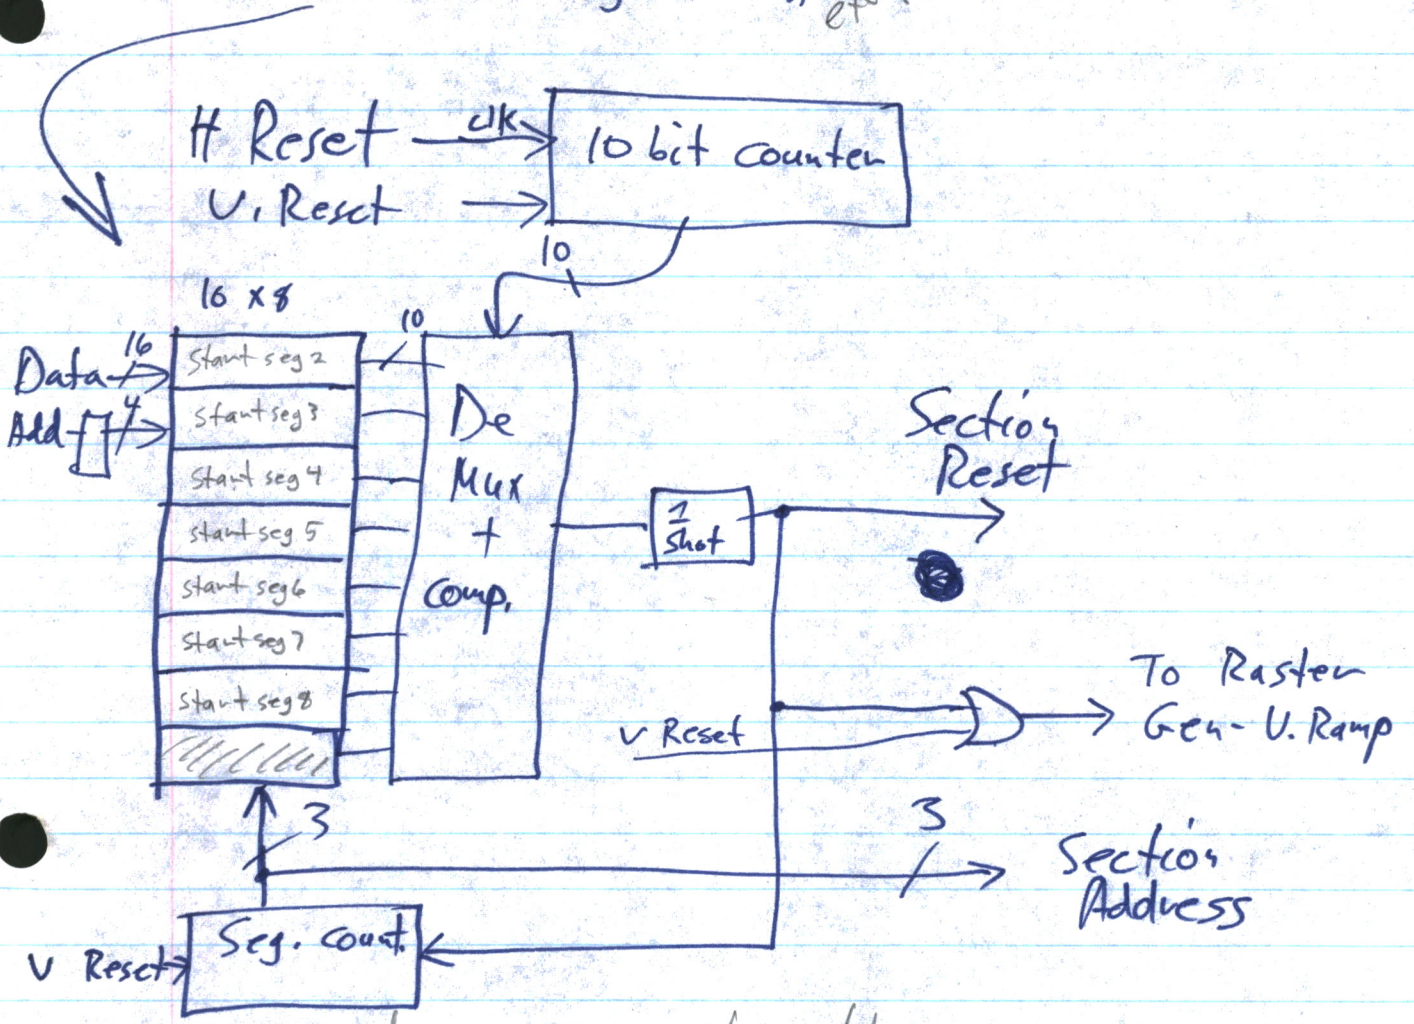 et
H Reset clk 10 bit counter
V. Reset
10
16 x 8
Data 16
Add 4
10
Start seg 2
Start seg 3
Start seg 4
Start seg 5
Start seg 6
Start seg 7
Start seg 8
De
Mux
+
Comp.
1
shot
Section
Reset
V Reset
To Raster
Gen- V. Ramp
3
3
Section
Address
V Reset
Seg. count.